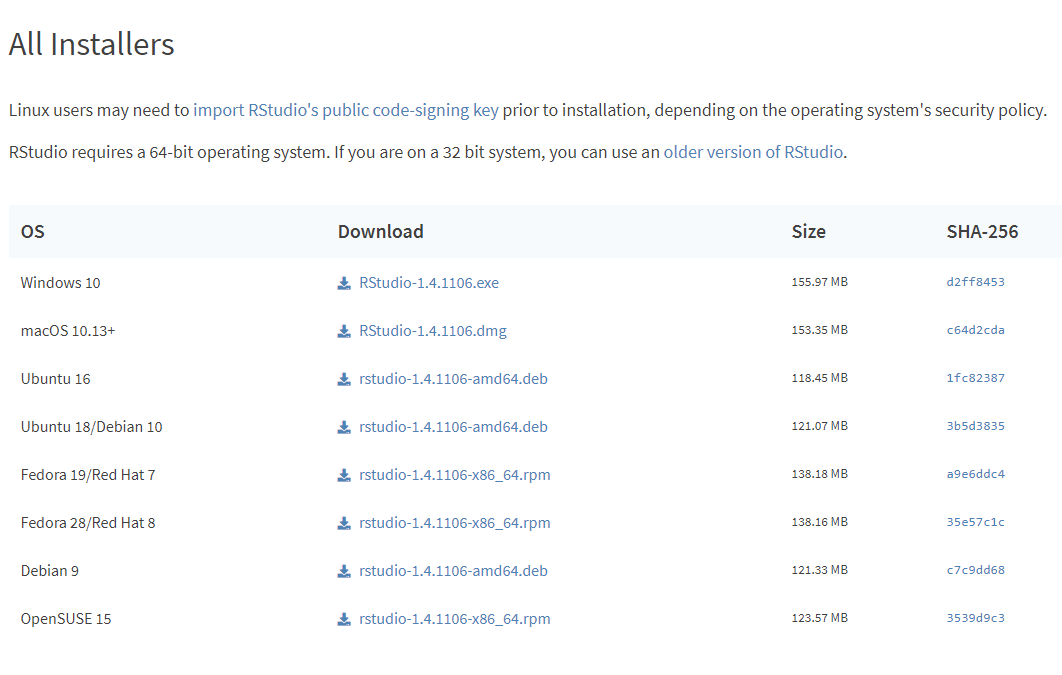 All Installers
Linux users may need to import RStudio's public code-signing key prior to installation, depending on the operating system's security policy.
RStudio requires a 64-bit operating system. If you are on a 32 bit system, you can use an older version of RStudio.
OS Download Size SHA-256
Windows 10 RStudio-1.4.1106.exe 155.97 MB d2ff8453
macOS 10.13+ RStudio-1.4.1106.dmg 153.35 MB c64d2cda
Ubuntu 16 rstudio-1.4.1106-amd64.deb 118.45 MB 1fc82387
Ubuntu 18/Debian 10 rstudio-1.4.1106-amd64.deb 121.07 MB 3b5d3835
Fedora 19/Red Hat 7 rstudio-1.4.1106-x86_64.rpm 138.18 MB a9e6ddc4
Fedora 28/Red Hat 8 rstudio-1.4.1106-x86_64.rpm 138.16 MB 35e57c1c
Debian 9 rstudio-1.4.1106-amd64.deb 121.33 MB c7c9dd68
OpenSUSE 15 rstudio-1.4.1106-x86_64.rpm 123.57 MB 3539d9c3